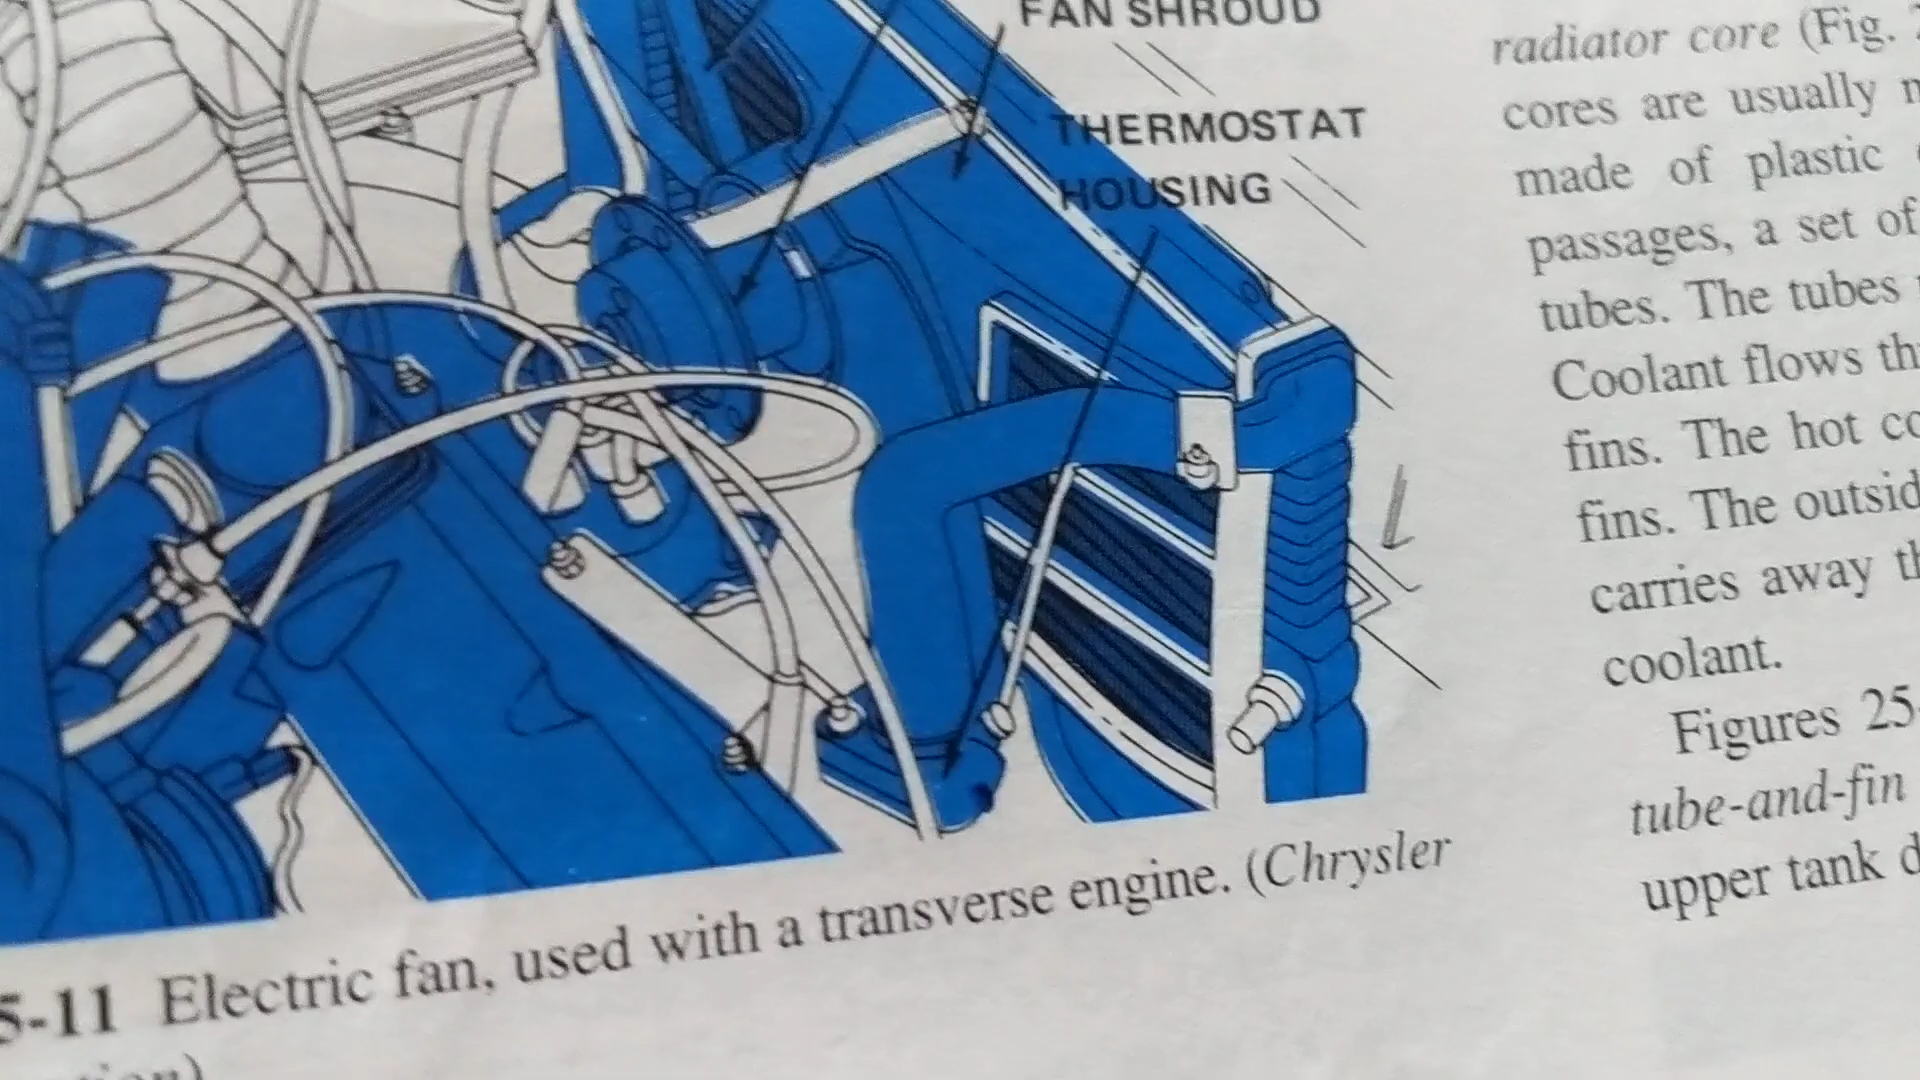 FAN SHROUD
THERMOSTAT
HOUSING
5-11 Electric fan, used with a transverse engine. (Chrysler
radiator core (Fig.
cores are usually
made of plastic
passages, a set of
tubes. The tubes
Coolant flows
fins. The hot
fins. The
carries away
coolant.
Figures 25
tube-and-fin
upper tank